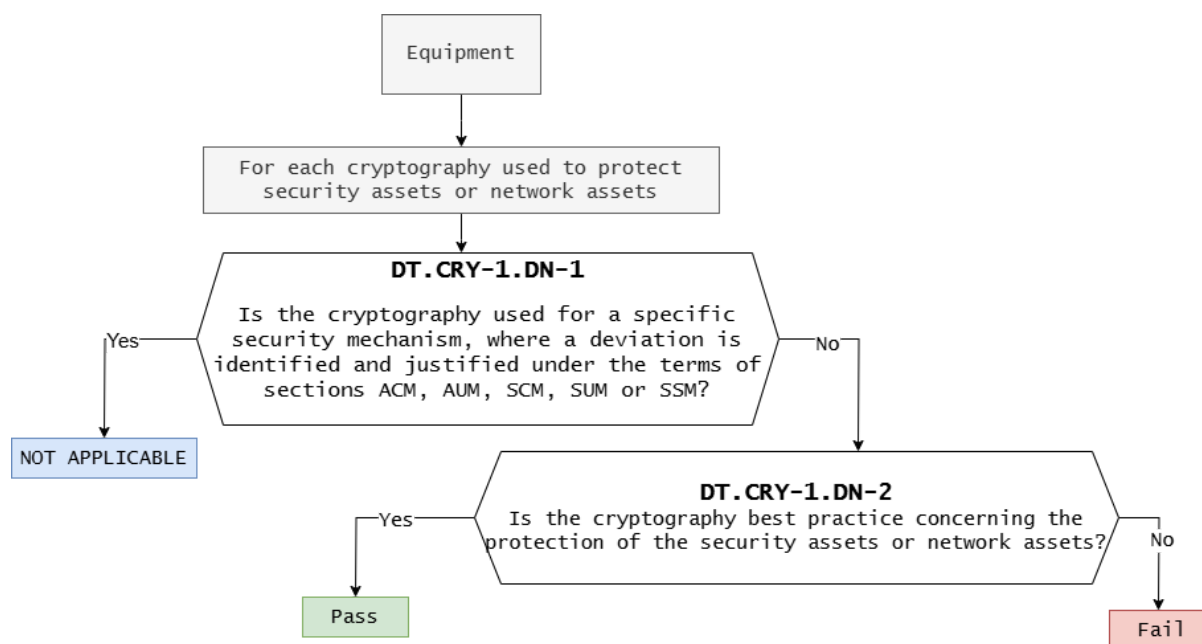 Equipment
For each cryptography used to protect
security assets or network assets
DT.CRY-1.DN-1
Is the cryptography used for a specific
security mechanism, where a deviation is
identified and justified under the terms of
sections ACM, AUM, SCM, SUM or SSM?
Yes
No
NOT APPLICABLE
DT.CRY-1.DN-2
Is the cryptography best practice concerning the
protection of the security assets or network assets?
Yes
No
Pass
Fail